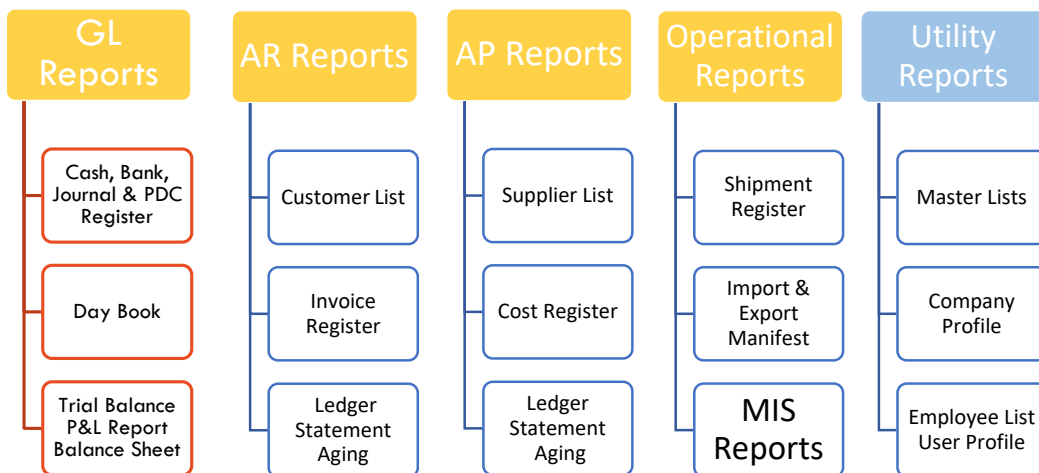 GL
Reports
Cash, Bank,
Journal & PDC
Register
Day Book
Trial Balance
P&L Report
Balance Sheet
AR Reports
Customer List
Invoice
Register
Ledger
Statement
Aging
AP Reports
Supplier List
Cost Register
Ledger
Statement
Aging
Operational
Reports
Shipment
Register
Import &
Export
Manifest
MIS
Reports
Utility
Reports
Master Lists
Company
Profile
Employee List
User Profile